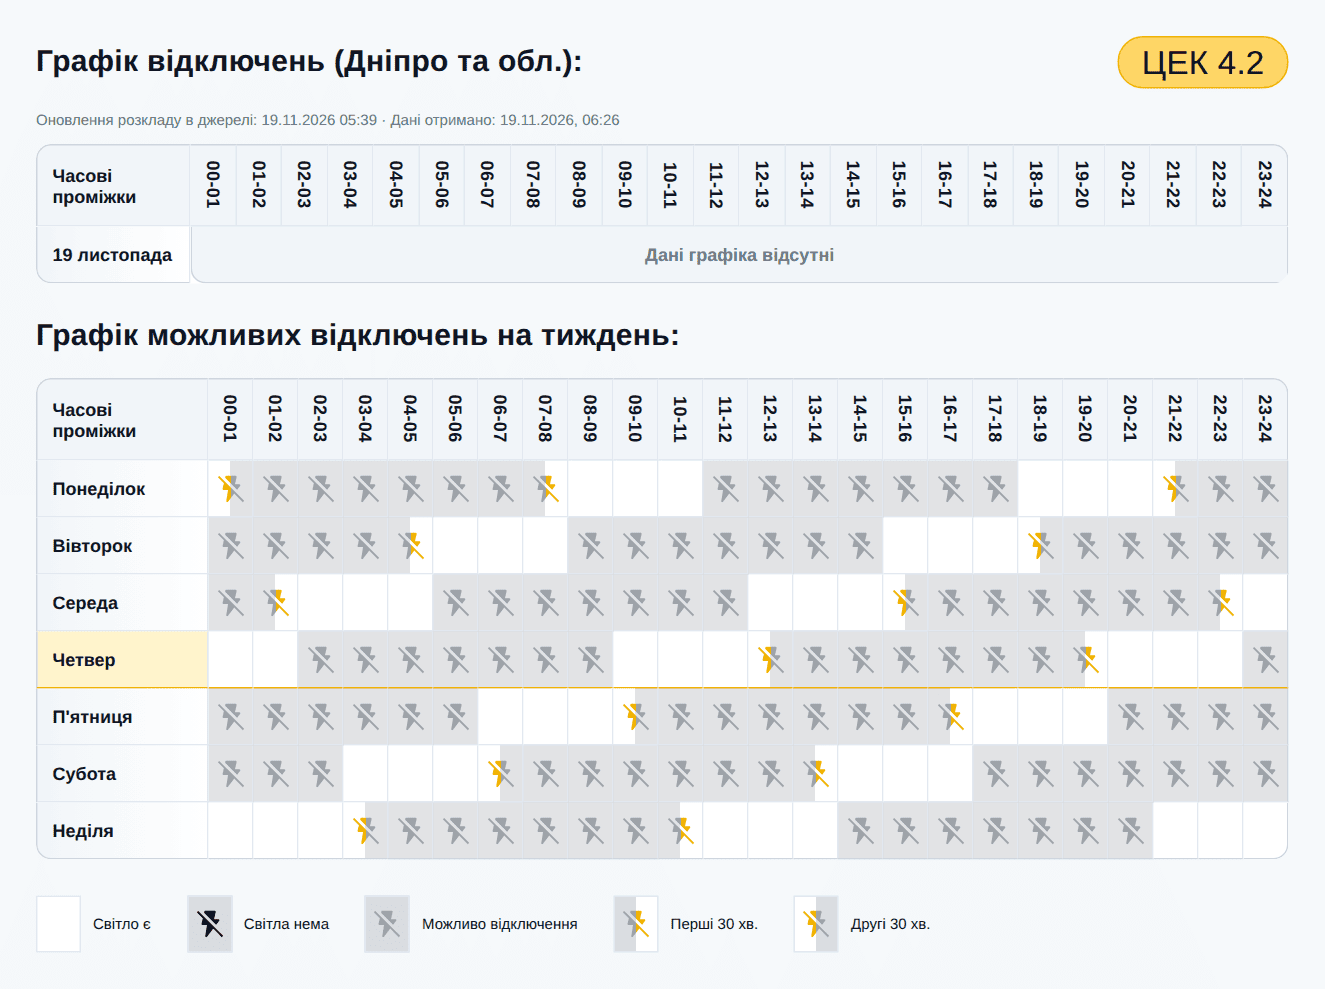 Графік відключень (Дніпро та обл.):
ЦЕК 4.2
Оновлення розкладу в джерелі: 19.11.2026 05:39 · Дані отримано: 19.11.2026, 06:26
Часові проміжки 00-01 01-02 02-03 03-04 04-05 05-06 06-07 07-08 08-09 09-10 10-11 11-12 12-13 13-14 14-15 15-16 16-17 17-18 18-19 19-20 20-21 21-22 22-23 23-24
19 листопада Дані графіка відсутні
Графік можливих відключень на тиждень:
Часові проміжки 00-01 01-02 02-03 03-04 04-05 05-06 06-07 07-08 08-09 09-10 10-11 11-12 12-13 13-14 14-15 15-16 16-17 17-18 18-19 19-20 20-21 21-22 22-23 23-24
Понеділок
Вівторок
Середа
Четвер
П'ятниця
Субота
Неділя
Світло є Світла нема Можливо відключення Перші 30 хв. Другі 30 хв.